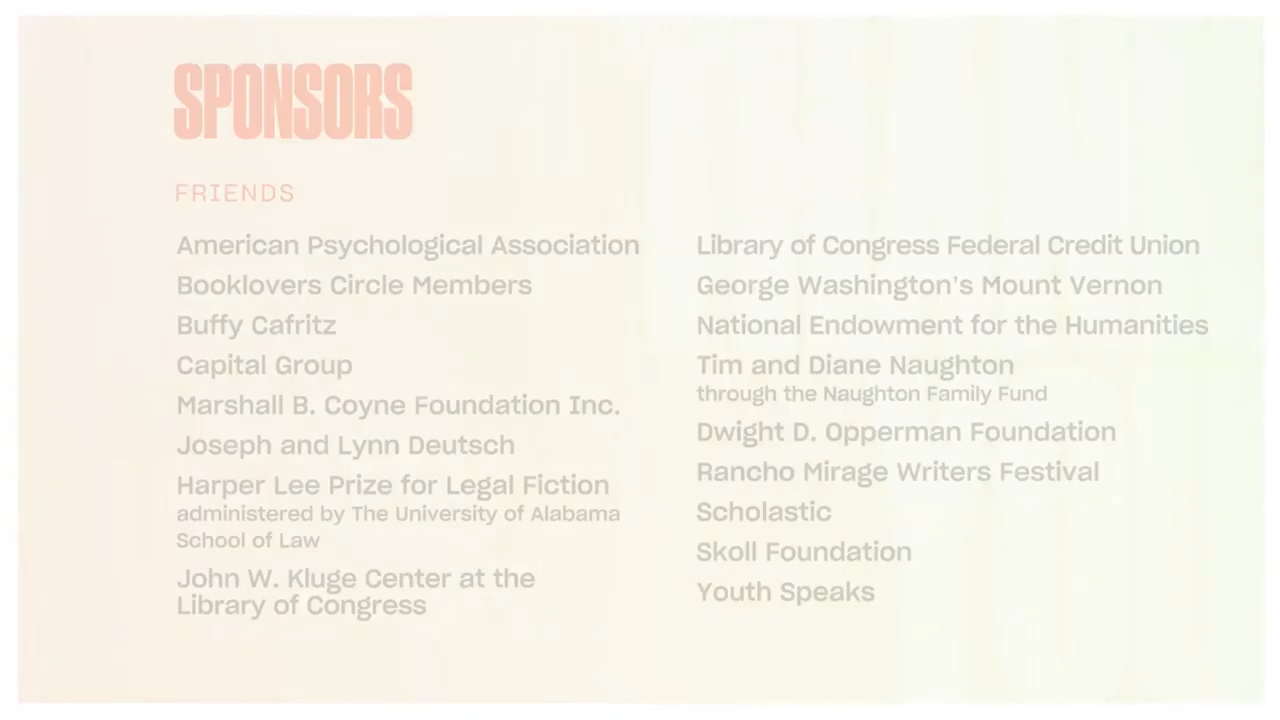 SPONSORS
FRIENDS
American Psychological Association
Booklovers Circle Members
Buffy Cafritz
Capital Group
Marshall B. Coyne Foundation Inc.
Joseph and Lynn Deutsch
Harper Lee Prize for Legal Fiction
administered by The University of Alabama
School of Law
John W. Kluge Center at the
Library of Congress
Library of Congress Federal Credit Union
George Washington’s Mount Vernon
National Endowment for the Humanities
Tim and Diane Naughton
through the Naughton Family Fund
Dwight D. Opperman Foundation
Rancho Mirage Writers Festival
Scholastic
Skoll Foundation
Youth Speaks